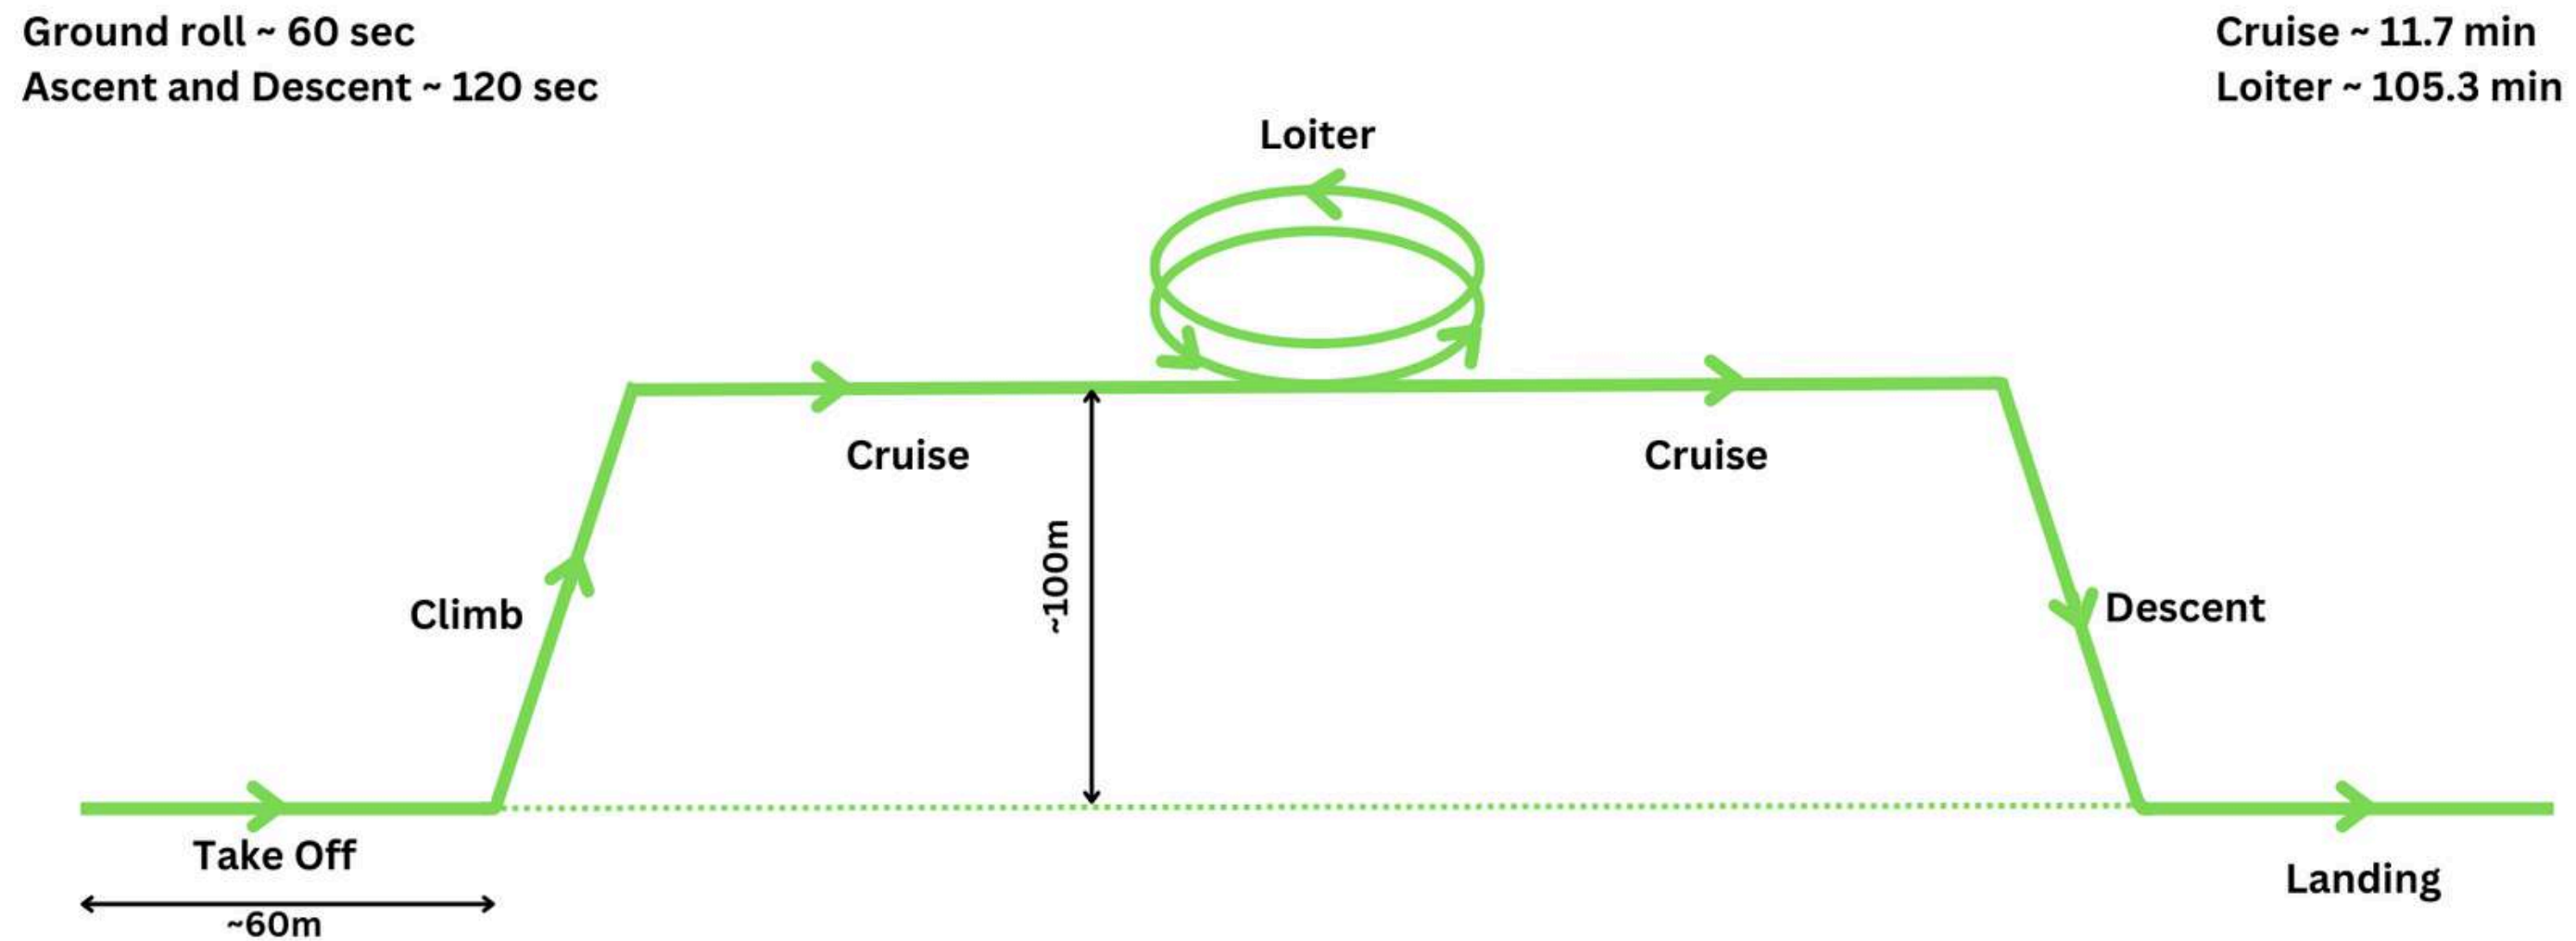 Ground roll ~ 60 sec
Ascent and Descent ~ 120 sec
Cruise ~ 11.7 min
Loiter ~ 105.3 min
Loiter
Cruise
Cruise
~100m
Climb
Descent
Take Off
~60m
Landing